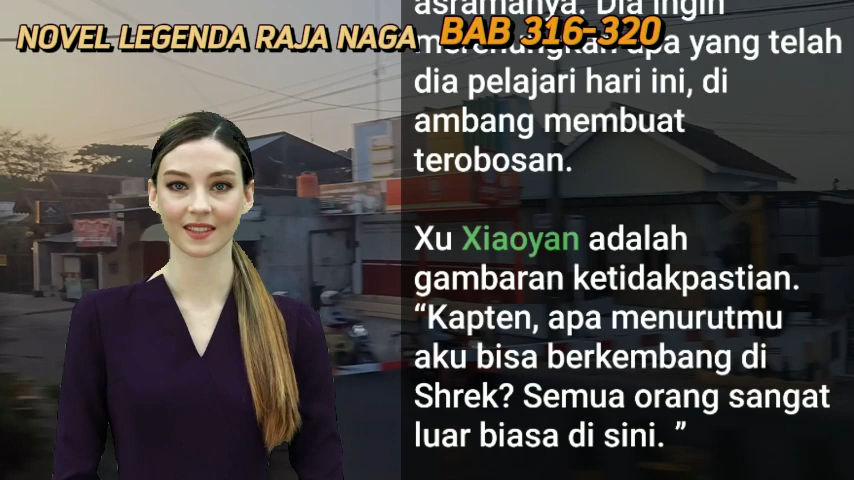 NOVEL LEGENDA RAJA NAGA BAB 316-320
asramanya. Dia ingin
merenungkan apa yang telah
dia pelajari hari ini, di
ambang membuat
terobosan.
Xu Xiaoyan adalah
gambaran ketidakpastian.
“Kapten, apa menurutmu
aku bisa berkembang di
Shrek? Semua orang sangat
luar biasa di sini. ”